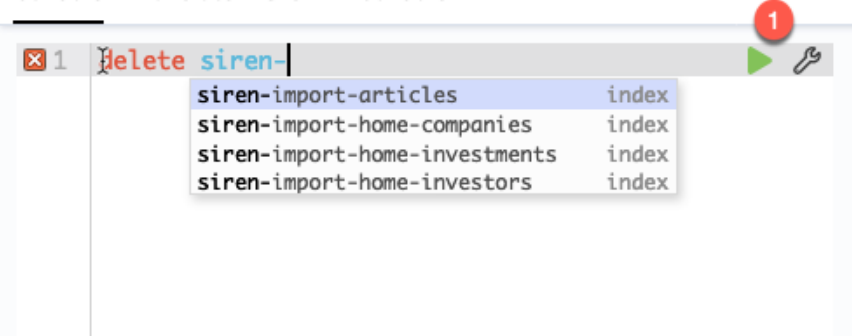 1
1 delete siren-
siren-import-articles index
siren-import-home-companies index
siren-import-home-investments index
siren-import-home-investors index